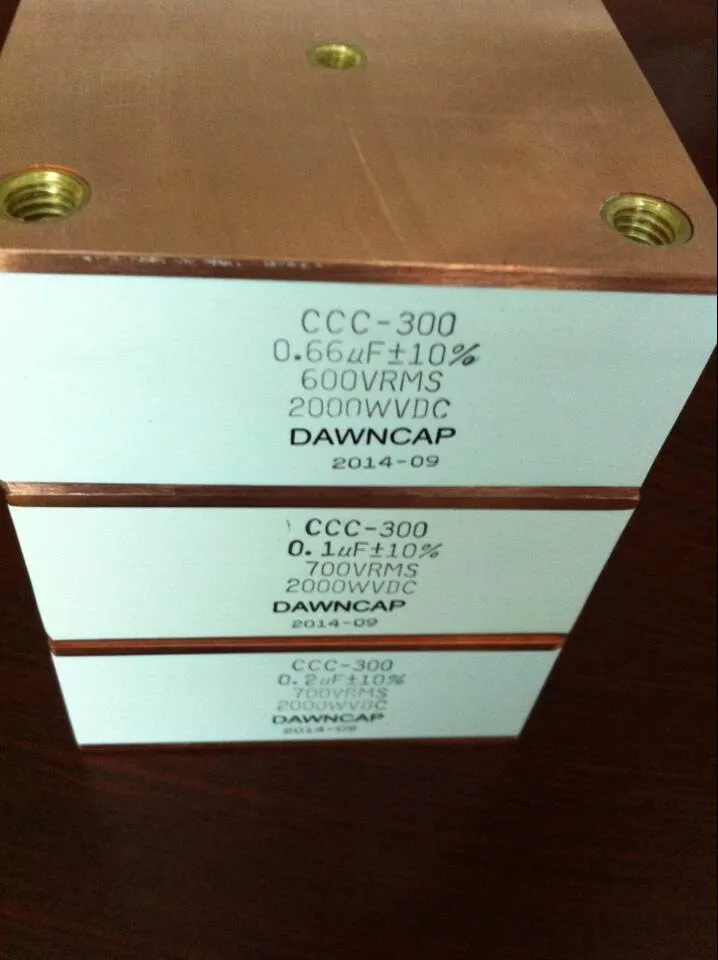 CCC-300
0.66uF±10%
600VRMS
2000WVDC
DAWNCAP
2014-09
CCC-300
0.1uF±10%
700VRMS
2000WVDC
DAWNCAP
2014-09
CCC-300
0.2uF±10%
700VRMS
2000WVDC
DAWNCAP
2014-09